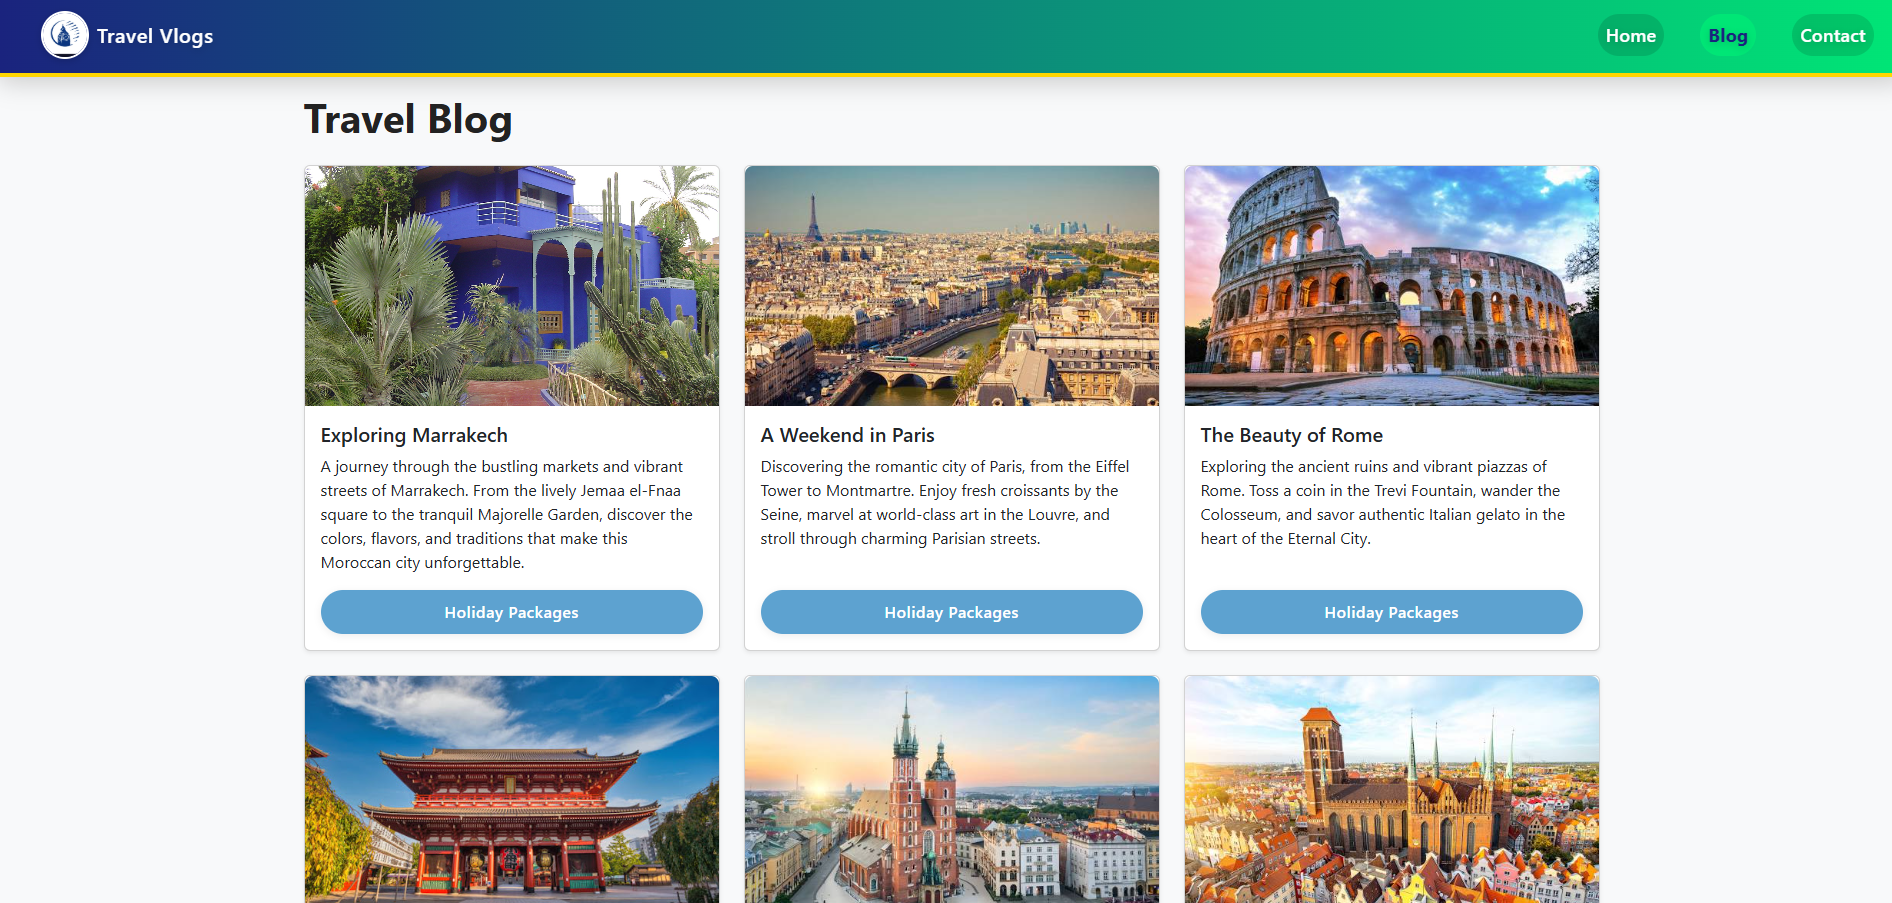 Travel Vlogs
Home
Blog
Contact
Travel Blog
Exploring Marrakech
A journey through the bustling markets and vibrant
streets of Marrakech. From the lively Jemaa el-Fnaa
square to the tranquil Majorelle Garden, discover the
colors, flavors, and traditions that make this
Moroccan city unforgettable.
Holiday Packages
A Weekend in Paris
Discovering the romantic city of Paris, from the Eiffel
Tower to Montmartre. Enjoy fresh croissants by the
Seine, marvel at world-class art in the Louvre, and
stroll through charming Parisian streets.
Holiday Packages
The Beauty of Rome
Exploring the ancient ruins and vibrant piazzas of
Rome. Toss a coin in the Trevi Fountain, wander the
Colosseum, and savor authentic Italian gelato in the
heart of the Eternal City.
Holiday Packages